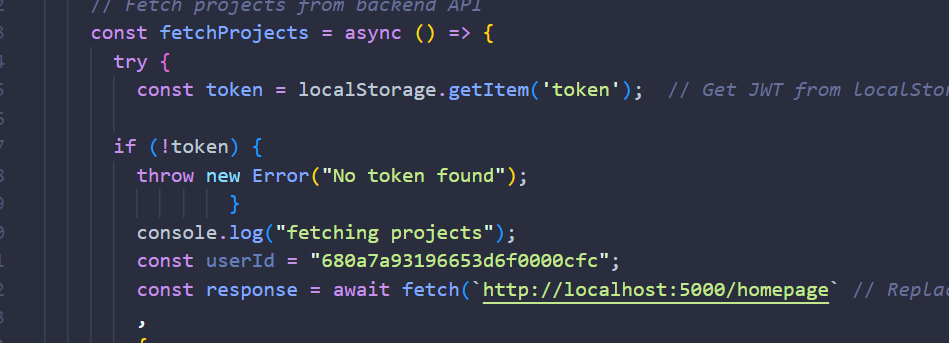 // Fetch projects from backend API
const fetchProjects = async () => {
try {
const token = localStorage.getItem('token');  // Get JWT from
if (!token) {
throw new Error("No token found");
}
console.log("fetching projects");
const userId = "680a7a93196653d6f0000cfc";
const response = await fetch(`http://localhost:5000/homepage` //
,
{